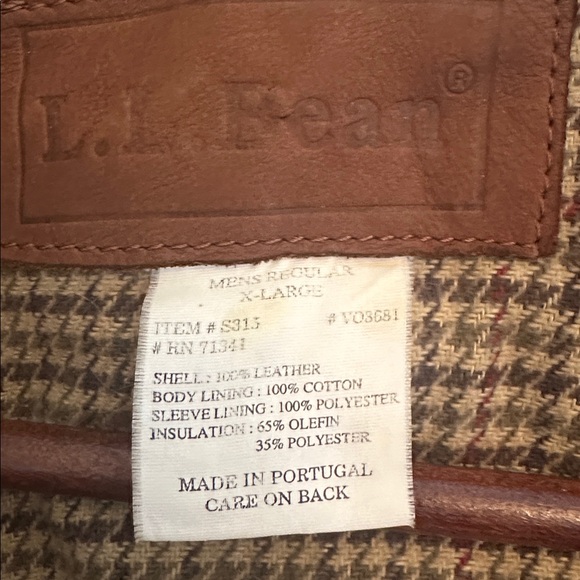 L.L.Bean®
MENS REGULAR
X-LARGE
ITEM # S315 # VO3681
# RN 71341
SHELL : 100% LEATHER
BODY LINING : 100% COTTON
SLEEVE LINING : 100% POLYESTER
INSULATION : 65% OLEFIN
35% POLYESTER
MADE IN PORTUGAL
CARE ON BACK